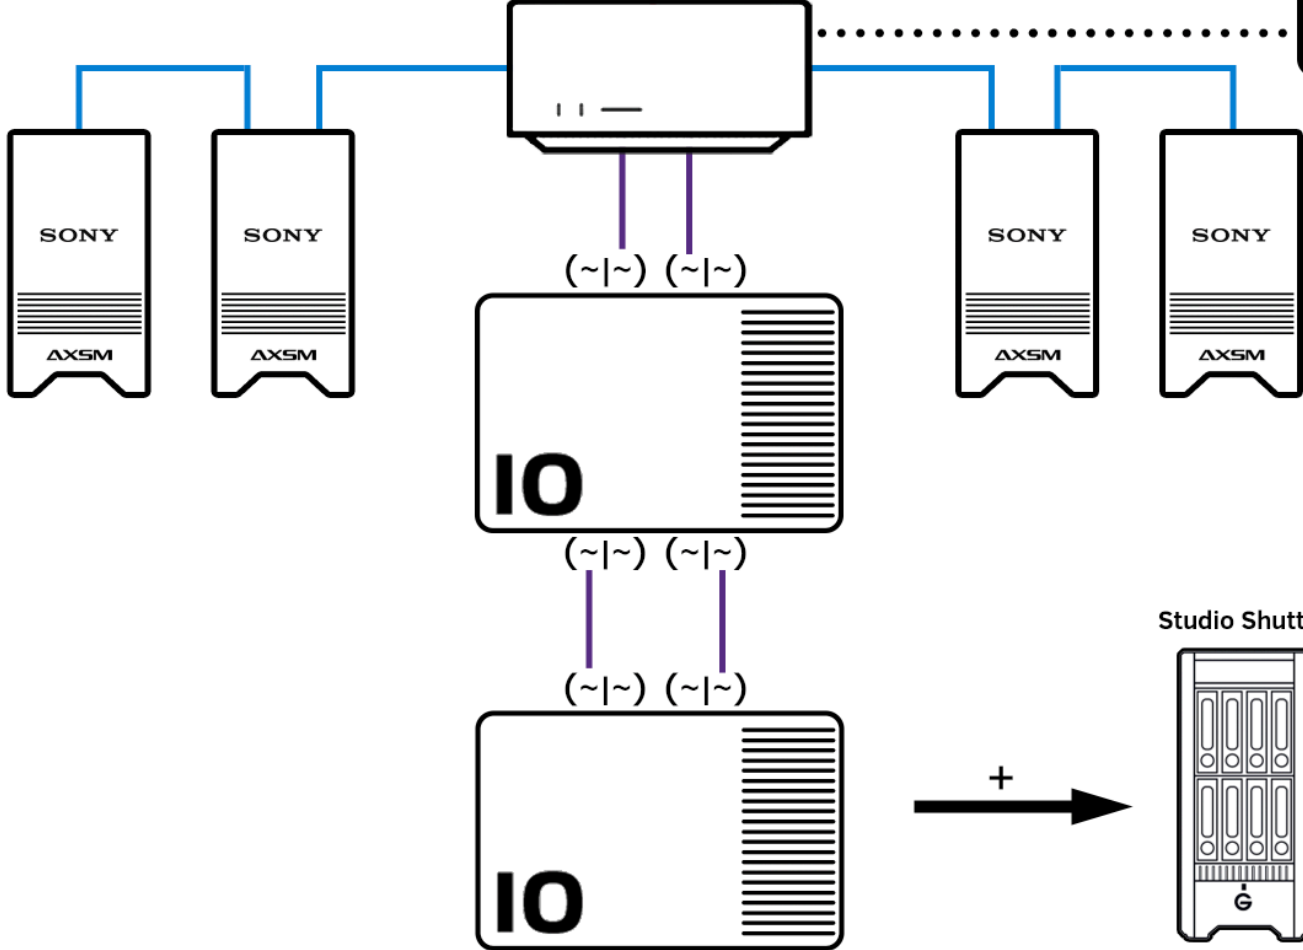 SONY
AXSM
SONY
AXSM
SONY
AXSM
SONY
AXSM
(~|~) (~|~)
IO
(~|~) (~|~)
(~|~) (~|~)
IO
Studio Shutt
+
G